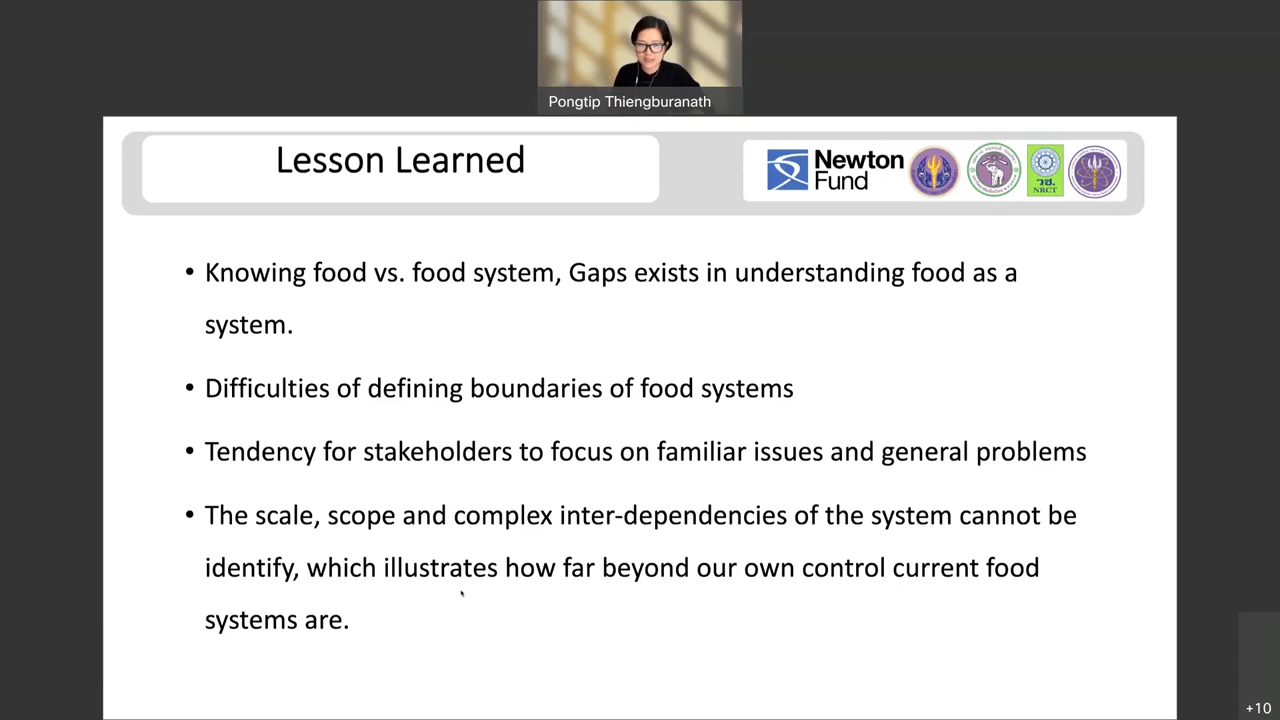 Pongtip Thiengburanath
Lesson Learned
Newton
Fund
วช.
NRCT
• Knowing food vs. food system, Gaps exists in understanding food as a
system.
• Difficulties of defining boundaries of food systems
• Tendency for stakeholders to focus on familiar issues and general problems
• The scale, scope and complex inter-dependencies of the system cannot be
identify, which illustrates how far beyond our own control current food
systems are.
+10